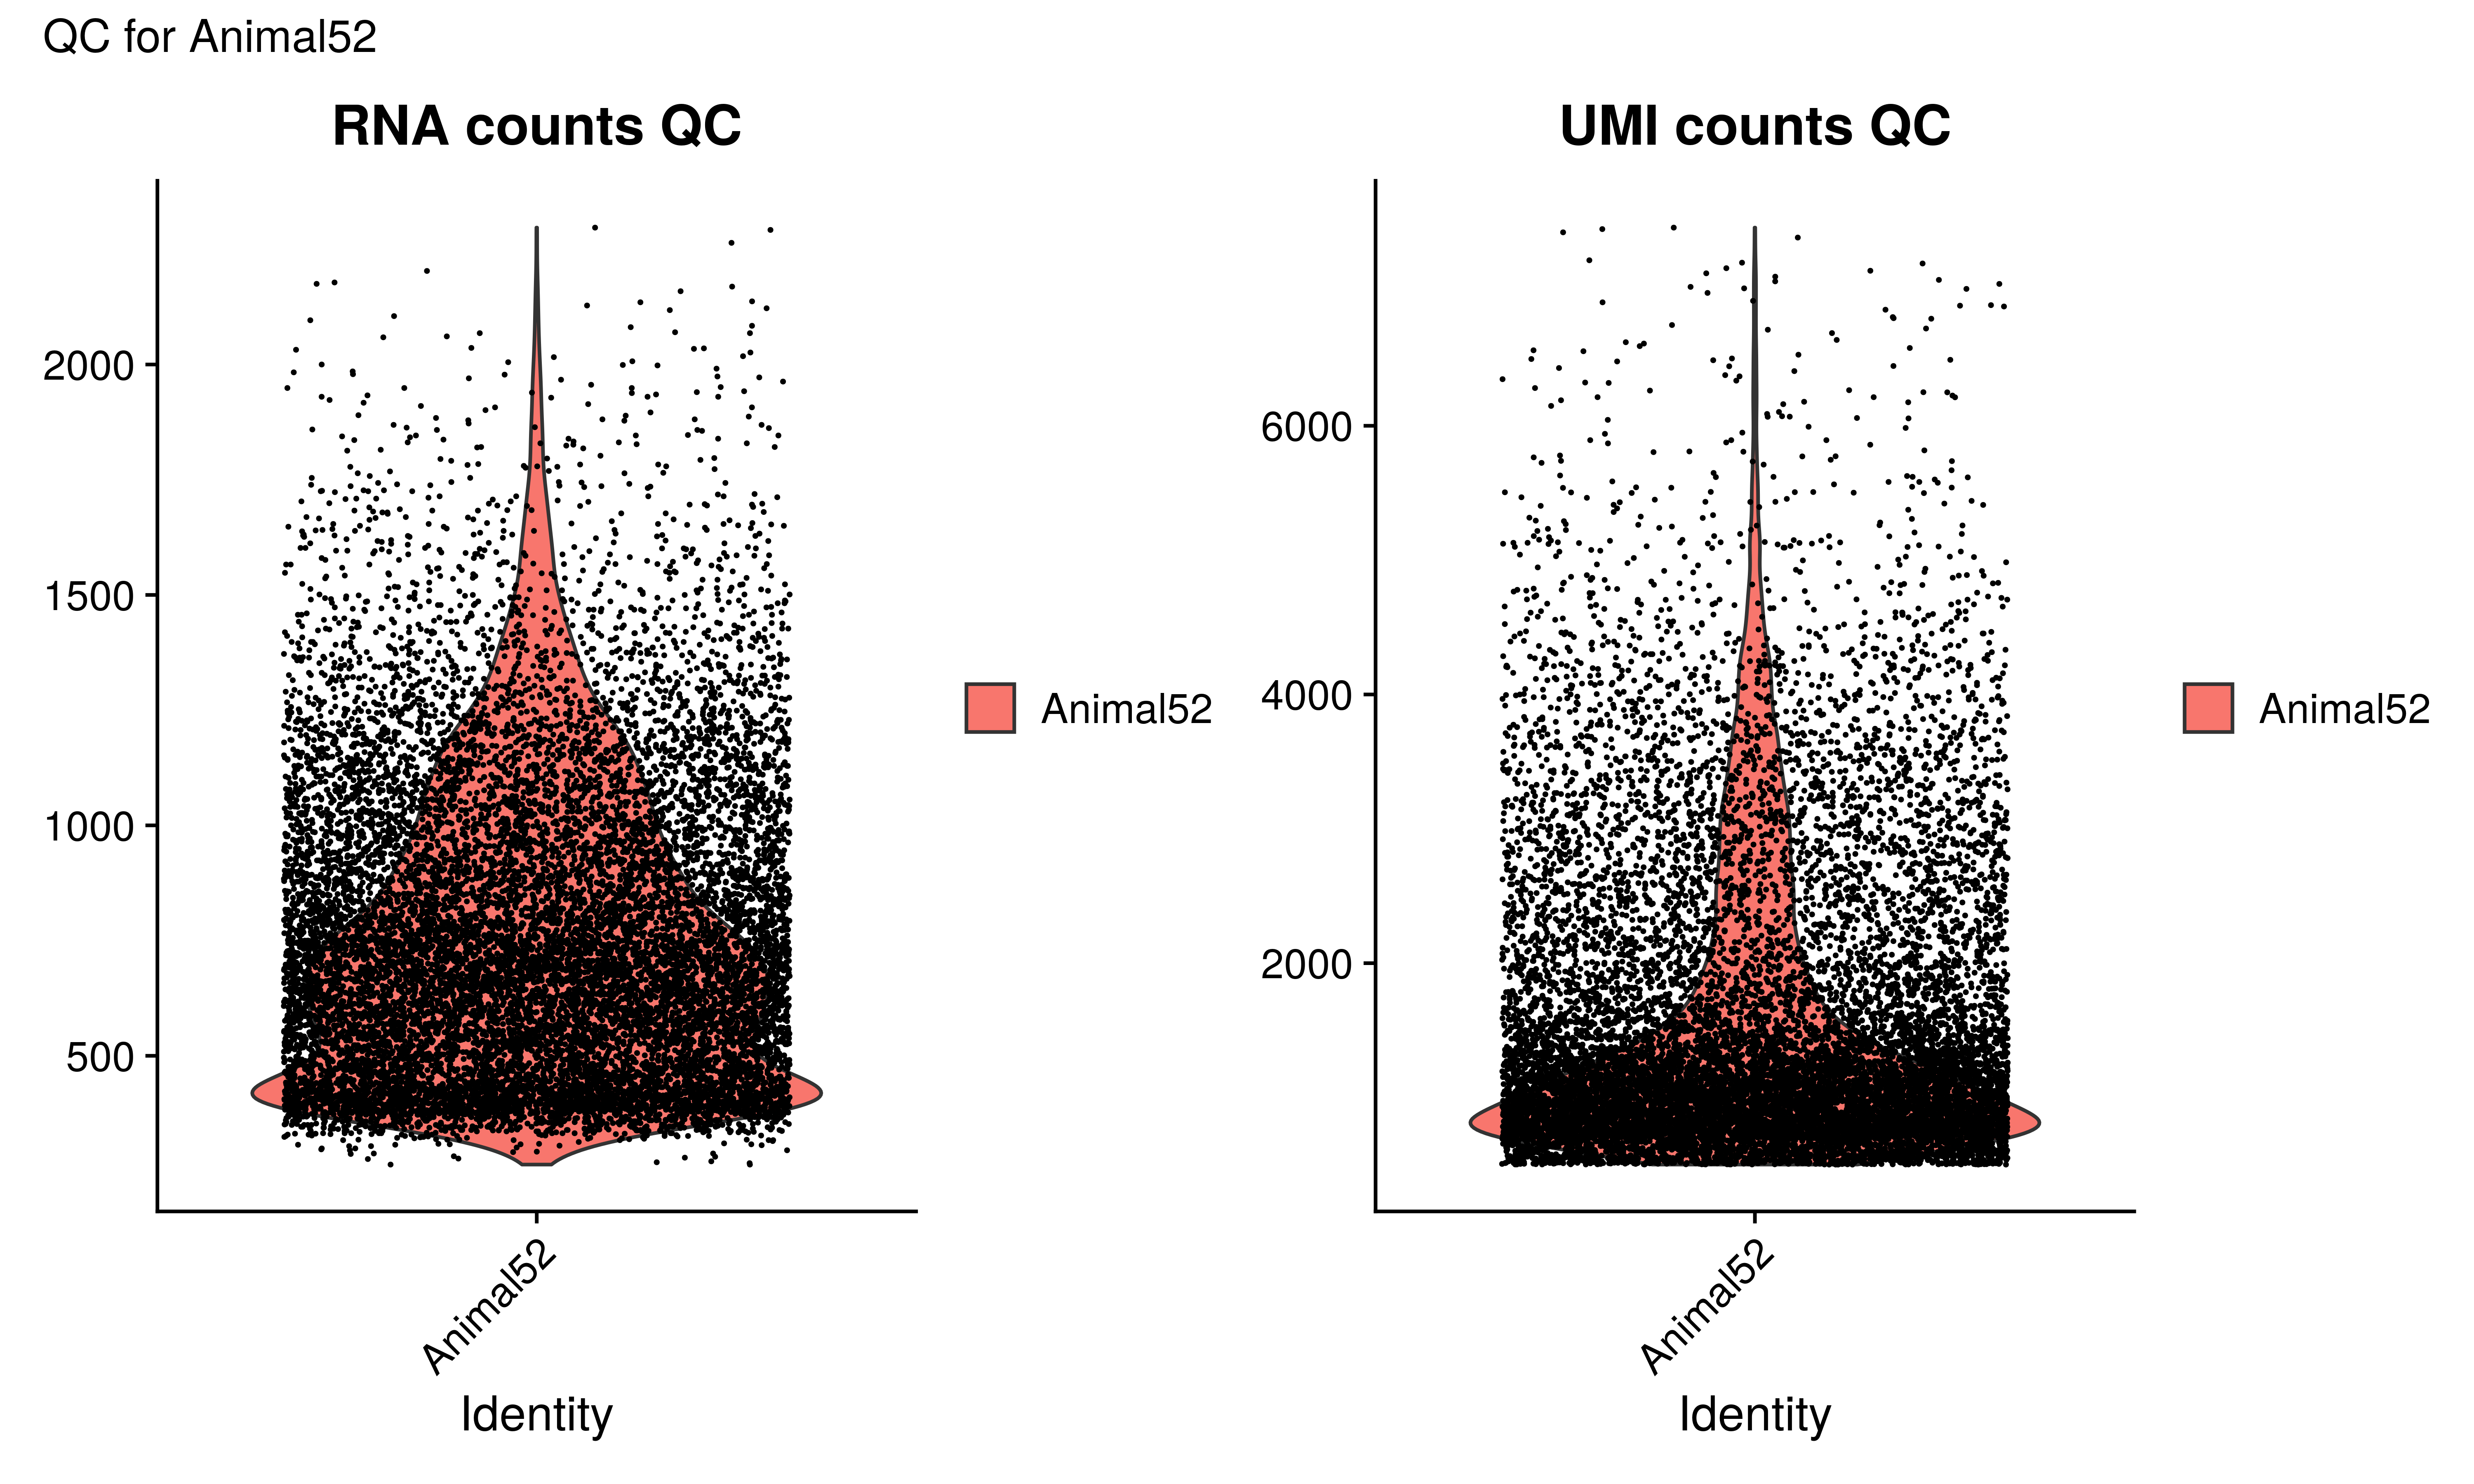 QC for Animal52
RNA counts QC
2000
1500
1000
500
Animal52
Identity
Animal52
UMI counts QC
6000
4000
2000
Animal52
Identity
Animal52